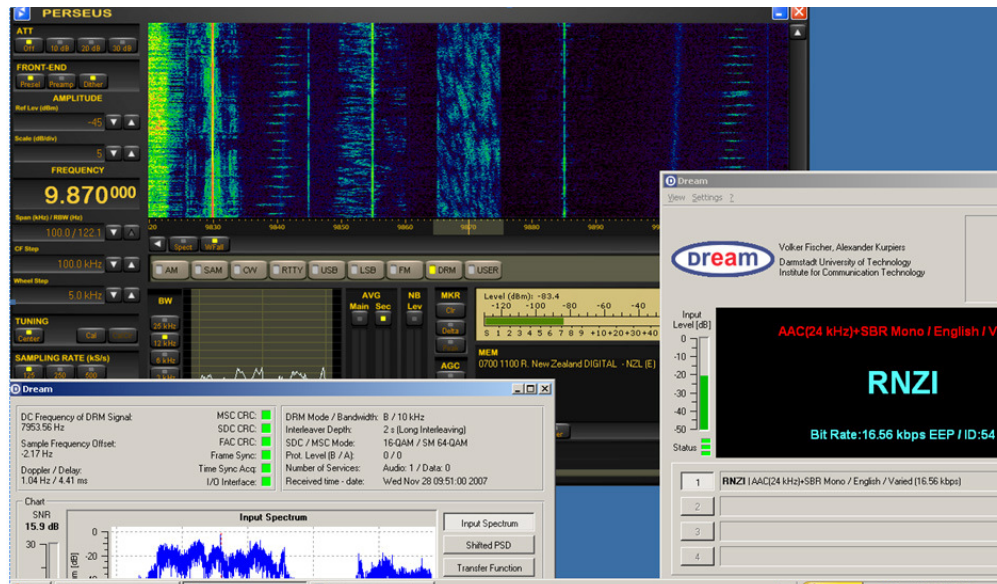 PERSEUS
ATT
Off 10 dB 20 dB 30 dB
FRONT-END
Presel Preamp Dither
AMPLITUDE
Ref Lev (dBm)
-45
Scale (dB/div)
5
FREQUENCY
9.870000
Span (kHz) / RBW (Hz)
100.0/122.1
CF Step
100.0 kHz
Wheel Step
5.0 kHz
TUNING
Center Cal
SAMPLING RATE (kS/s)
125 250 500
20 9830 9840 9850 9860 9870 9880 9890 99
Spect WFall
AM SAM CW RTTY USB LSB FM DRM USER
BW
25 kHz
12 kHz
6 kHz
3 kHz
AVG
Main Sec
NB
Lev
MKR
Clr
Delta
AGC
Level (dBm): -83.4
-120 -100 -80 -60 -40
S 1 2 3 4 5 6 7 8 9 +10+20+30+40
MEM
0700 1100 R. New Zealand DIGITAL - NZL (E)
Dream
DC Frequency of DRM Signal:
7953.56 Hz
Sample Frequency Offset:
-2.17 Hz
Doppler / Delay:
1.04 Hz / 4.41 ms
MSC CRC:
SDC CRC:
FAC CRC:
Frame Sync:
Time Sync Acq:
I/O Interface:
DRM Mode / Bandwidth: B / 10 kHz
Interleaver Depth: 2 s (Long Interleaving)
SDC / MSC Mode: 16-QAM / SM 64-QAM
Prot. Level (B / A): 0 / 0
Number of Services: Audio: 1 / Data: 0
Received time - date: Wed Nov 28 09:51:00 2007
Chart
SNR
15.9 dB
30
Input Spectrum
0
-20
Input Spectrum
Shifted PSD
Transfer Function
Dream
View Settings ?
Dream
Volker Fischer, Alexander Kurpiers
Darmstadt University of Technology
Institute for Communication Technology
Input
Level [dB]
0
-10
-20
-30
-40
-50
Status
AAC(24 kHz)+SBR Mono / English / V
RNZI
Bit Rate:16.56 kbps EEP / ID:54
1 RNZI | AAC(24 kHz)+SBR Mono / English / Varied (16.56 kbps)
2
3
4